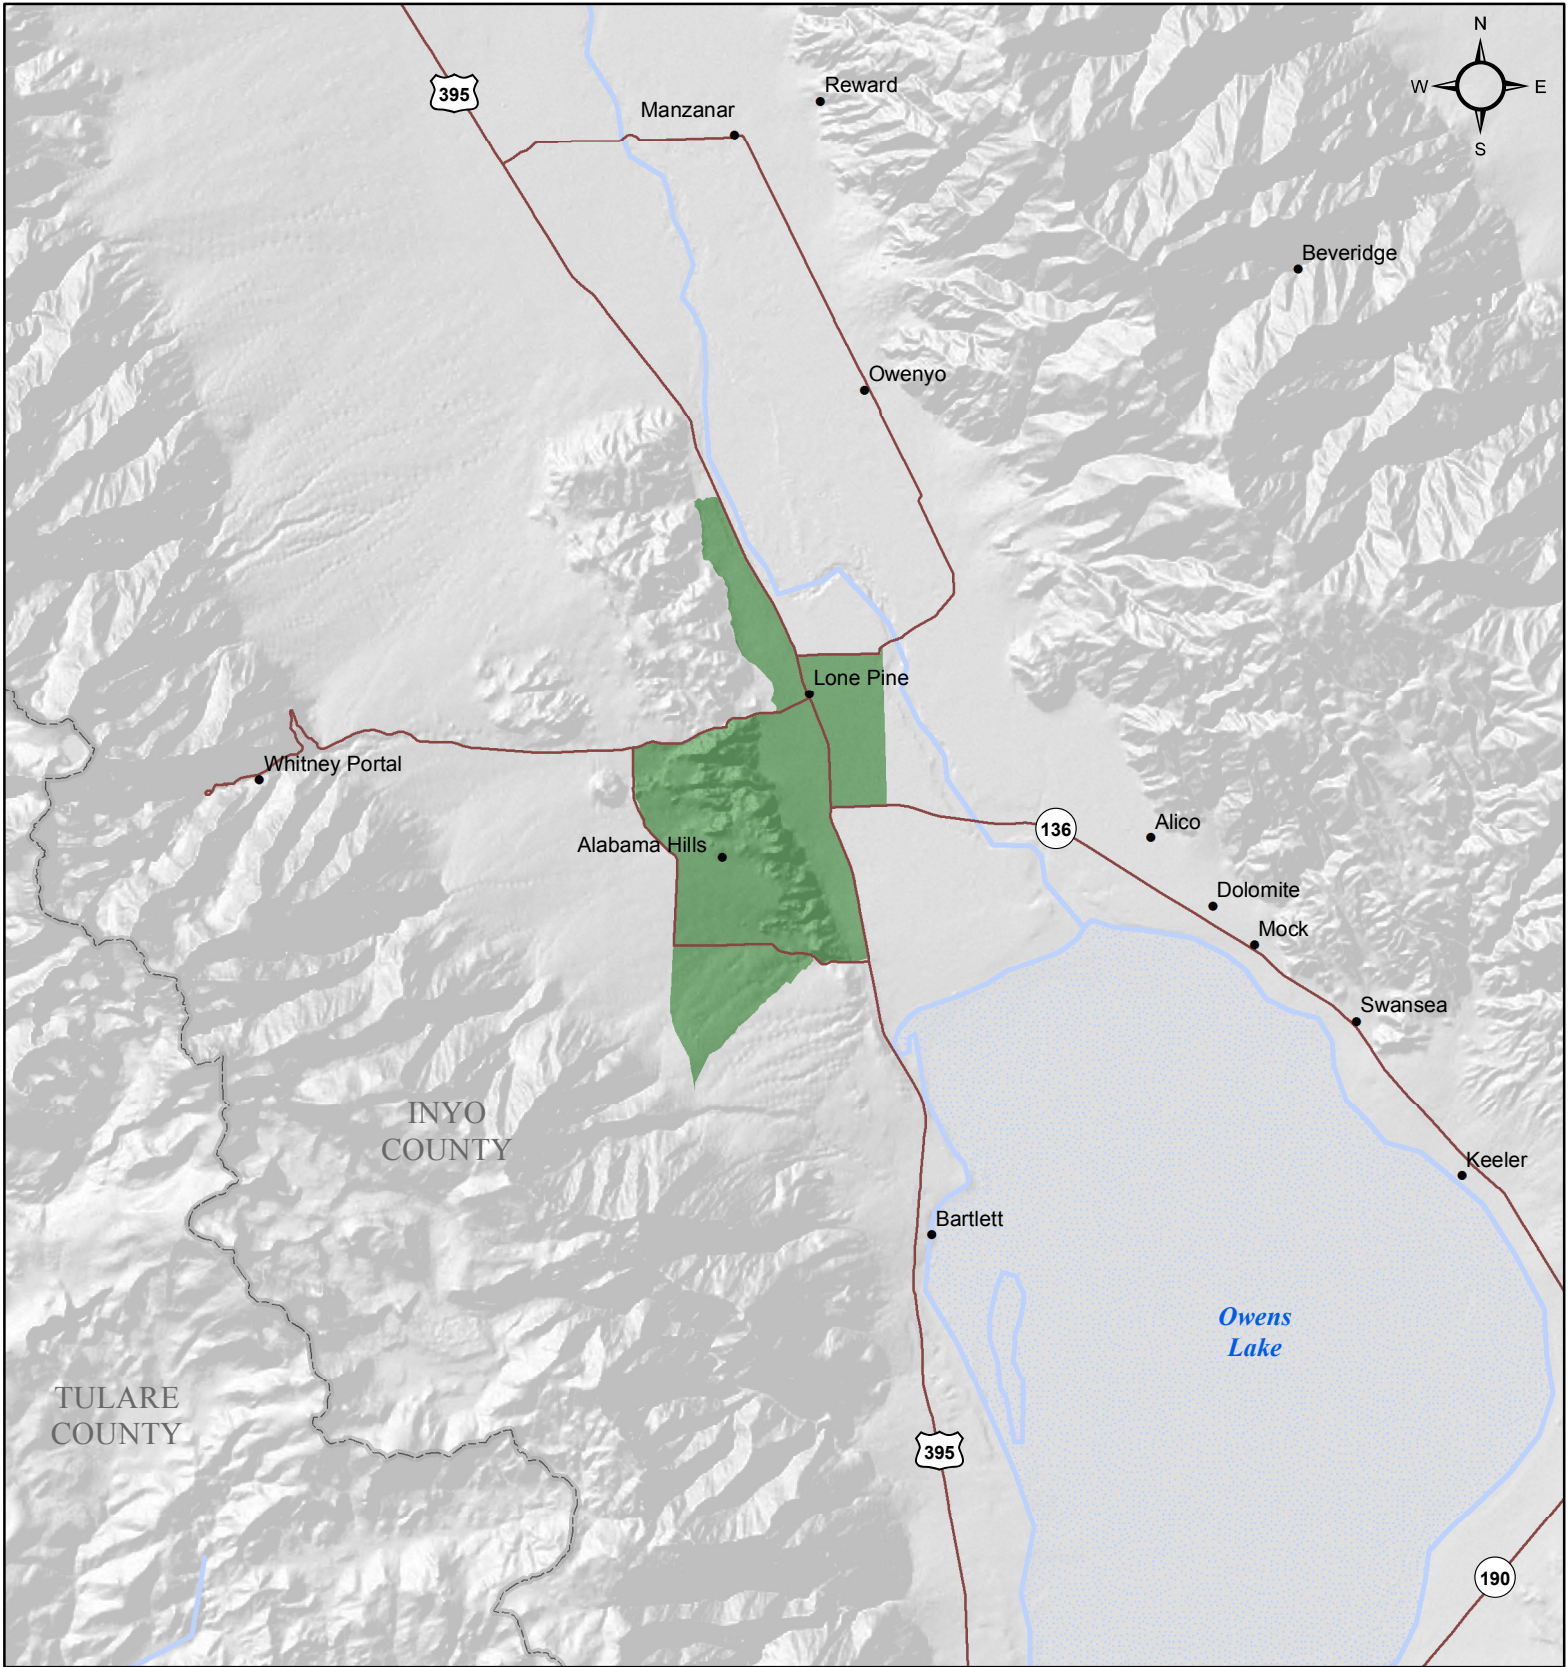 N
W
E
S
395
Reward
Manzanar
Beveridge
Owenyo
Lone Pine
Whitney Portal
Alabama Hills
136
Alico
Dolomite
Mock
Swansea
INYO
COUNTY
Keeler
Bartlett
Owens
Lake
TULARE
COUNTY
395
190